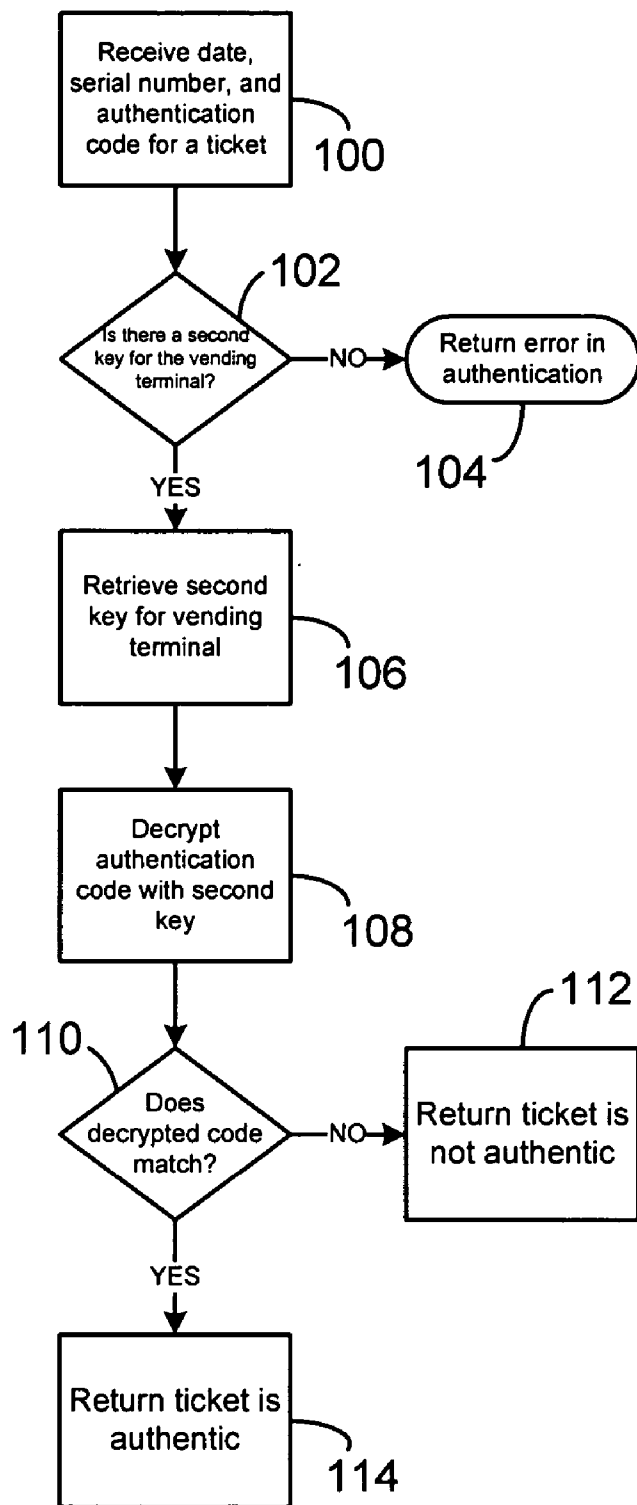 Receive date,
serial number, and
authentication
code for a ticket
100
102
Is there a second
key for the vending
terminal?
NO
Return error in
authentication
104
YES
Retrieve second
key for vending
terminal
106
Decrypt
authentication
code with second
key
108
110
Does
decrypted code
match?
NO
112
Return ticket is
not authentic
YES
Return ticket is
authentic
114